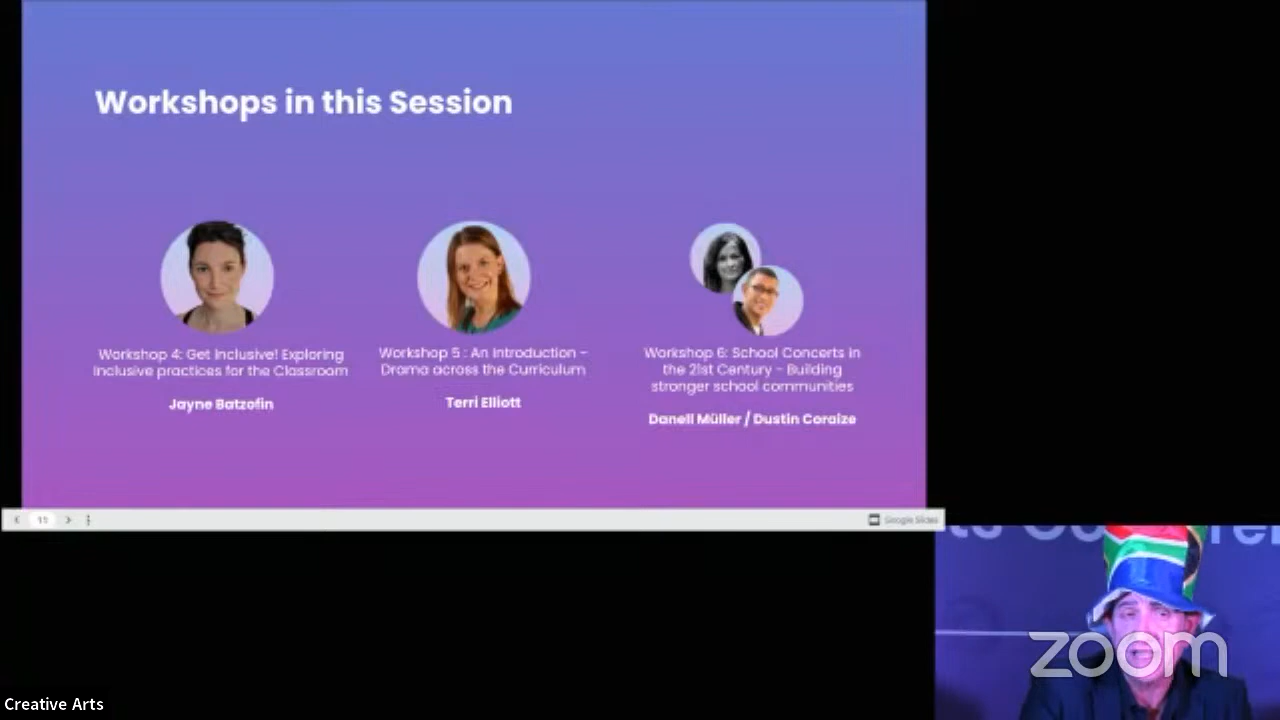 Workshops in this Session
Workshop 4: Get Inclusive! Exploring
Inclusive practices for the Classroom
Jayne Batzofin
Workshop 5 : An Introduction -
Drama across the Curriculum
Terri Elliott
Workshop 6: School Concerts in
the 21st Century - Building
stronger school communities
Danell Müller / Dustin Coraize
11
Google Slides
zoom
Creative Arts